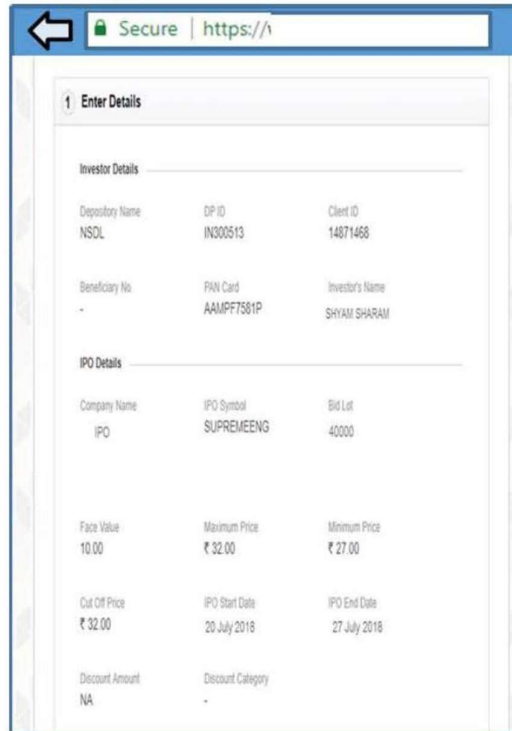 Secure | https://
1 Enter Details
Investor Details
Depository Name DP ID Client ID
NSDL IN300513 14871468
Beneficiary No. PAN Card Investor's Name
- AAMPF7581P SHYAM SHARAM
IPO Details
Company Name IPO Symbol Bid Lot
IPO SUPREMEENG 40000
Face Value Maximum Price Minimum Price
10.00 ₹ 32.00 ₹ 27.00
Cut Off Price IPO Start Date IPO End Date
₹ 32.00 20 July 2018 27 July 2018
Discount Amount Discount Category
NA -